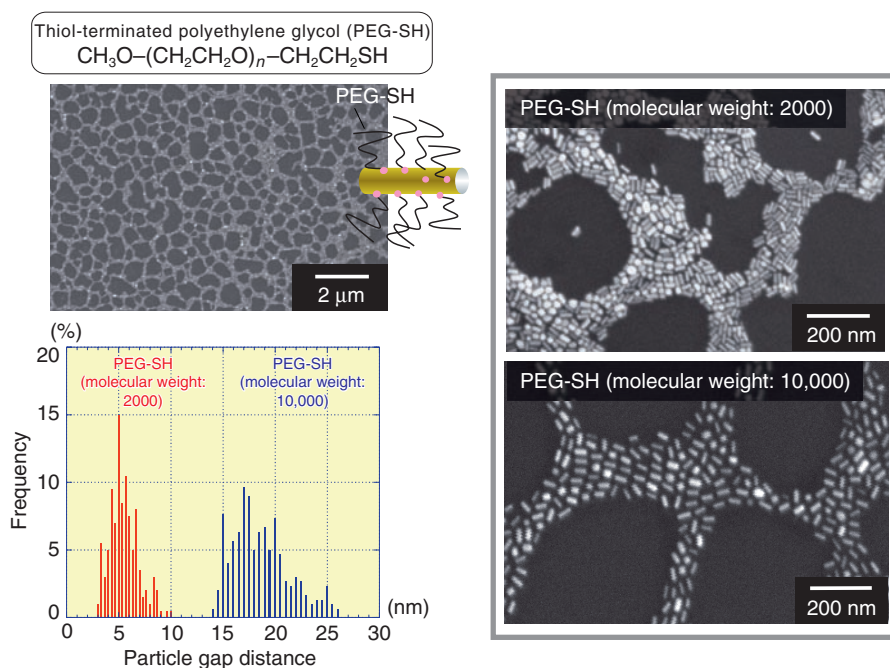 Thiol-terminated polyethylene glycol (PEG-SH)
CH₃O–(CH₂CH₂O)ₙ–CH₂CH₂SH
PEG-SH
2 μm
(%)
20
15
10
5
0
Frequency
PEG-SH
(molecular weight:
2000)
PEG-SH
(molecular weight:
10,000)
(nm)
0 5 10 15 20 25 30
Particle gap distance
PEG-SH (molecular weight: 2000)
200 nm
PEG-SH (molecular weight: 10,000)
200 nm